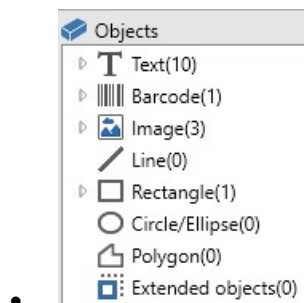 Objects
Text(10)
Barcode(1)
Image(3)
Line(0)
Rectangle(1)
Circle/Ellipse(0)
Polygon(0)
Extended objects(0)